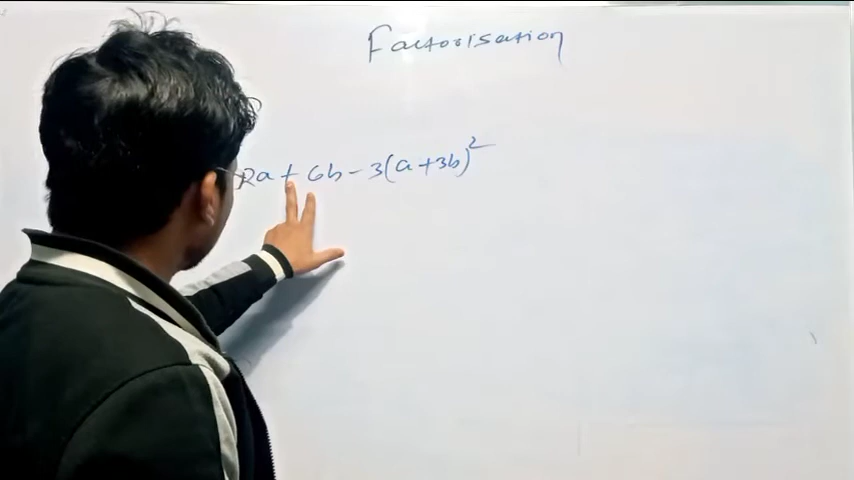 Factorisation
2a + 6b - 3(a+3b)²